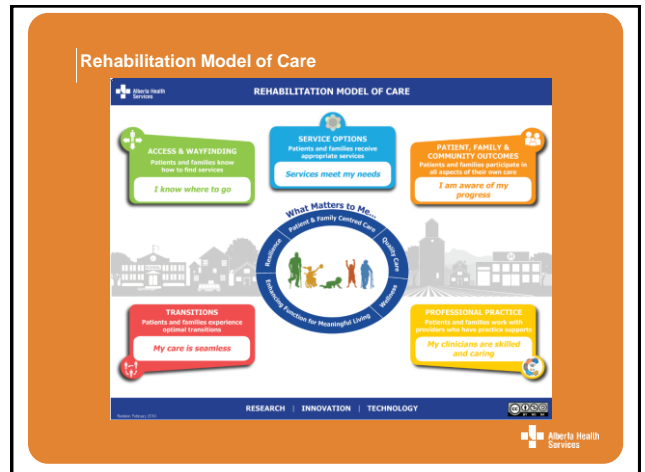 Rehabilitation Model of Care
Alberta Health
Services
REHABILITATION MODEL OF CARE
ACCESS & WAYFINDING
Patients and families know
how to find services
I know where to go
SERVICE OPTIONS
Patients and families receive
appropriate services
Services meet my needs
PATIENT, FAMILY &
COMMUNITY OUTCOMES
Patients and families participate in
all aspects of their own care
I am aware of my
progress
What Matters to Me...
Patient & Family Centred Care
Resilience
Quality Care
Wellness
Enhancing Function for Meaningful Living
TRANSITIONS
Patients and families experience
optimal transitions
My care is seamless
PROFESSIONAL PRACTICE
Patients and families work with
providers who have practice supports
My clinicians are skilled
and caring
RESEARCH | INNOVATION | TECHNOLOGY
cc
BY NC SA
Alberta Health
Services